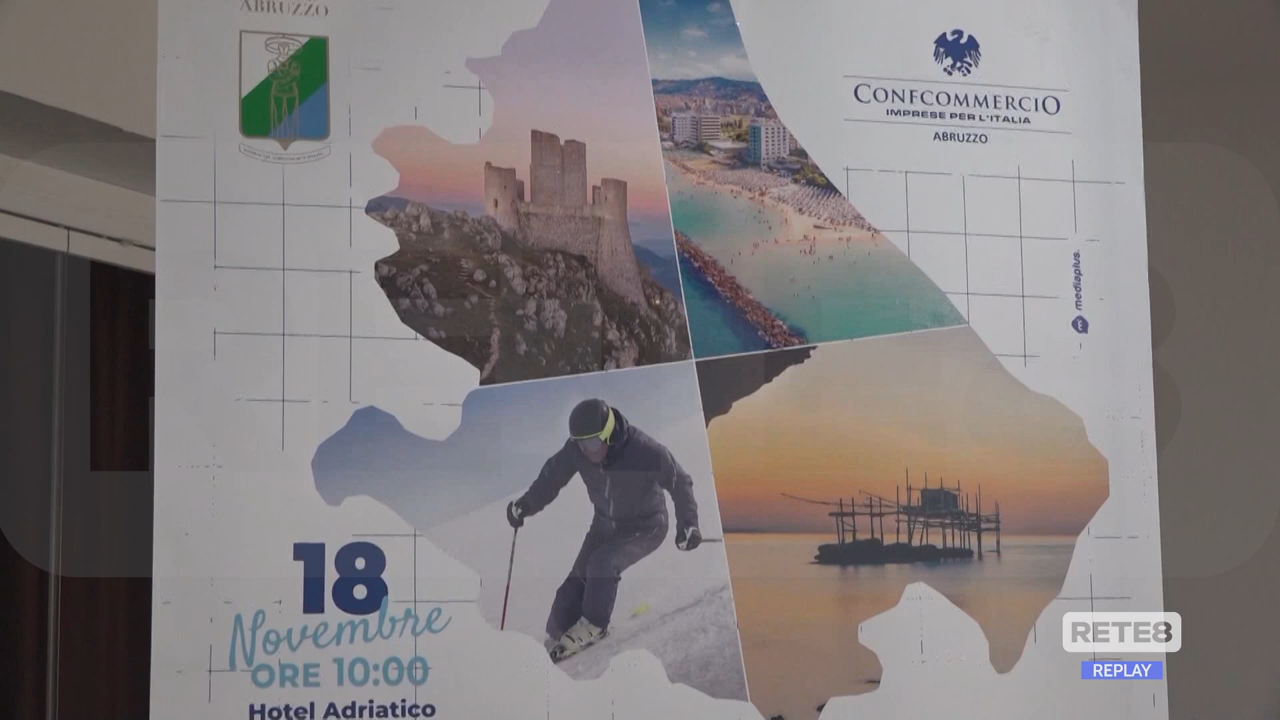 ABRUZZO
CONFCOMMERCIO
IMPRESE PER L'ITALIA
ABRUZZO
mediaplus.
18
Novembre
ORE 10:00
Hotel Adriatico
RETE8
REPLAY